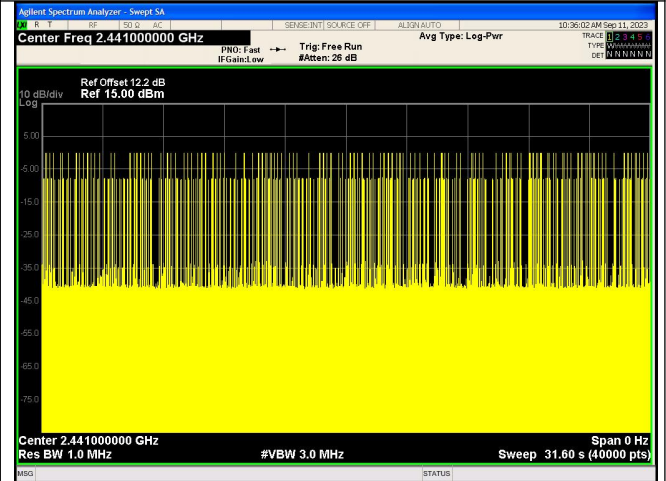 Agilent Spectrum Analyzer - Swept SA
R T RF 50 Ω AC SENSE:INT SOURCE OFF ALIGN AUTO 10:36:02 AM Sep 11, 2023
Center Freq 2.441000000 GHz
Avg Type: Log-Pwr
TRACE 1 2 3 4 5 6
PNO: Fast Trig: Free Run
TYPE
IFGain:Low #Atten: 26 dB
DET N N N N N N
Ref Offset 12.2 dB
10 dB/div Ref 15.00 dBm
Log
5.00
-5.00
-15.0
-25.0
-35.0
-45.0
-55.0
-65.0
-75.0
Center 2.441000000 GHz Span 0 Hz
Res BW 1.0 MHz #VBW 3.0 MHz Sweep 31.60 s (40000 pts)
MSG STATUS